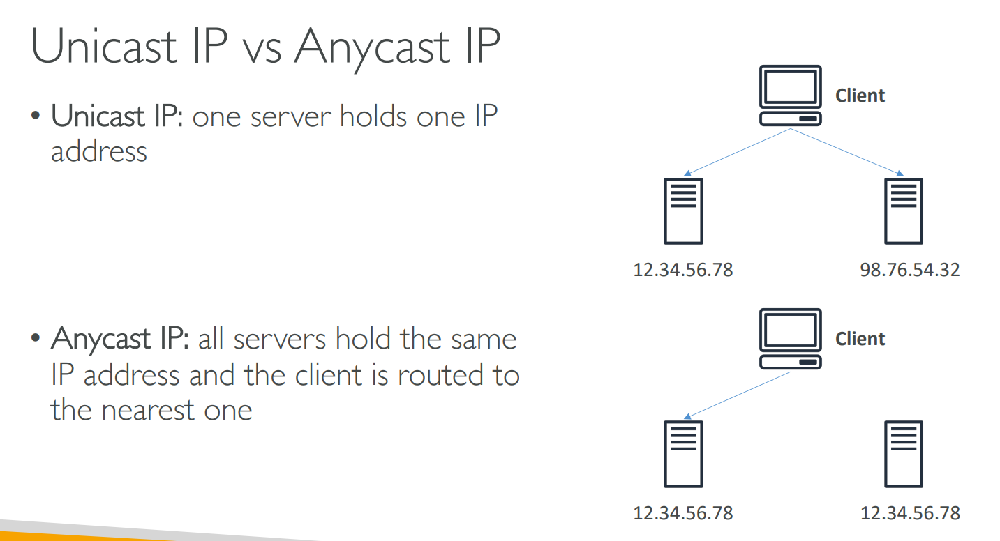 Unicast IP vs Anycast IP
• Unicast IP: one server holds one IP
address
Client
12.34.56.78
98.76.54.32
• Anycast IP: all servers hold the same
IP address and the client is routed to
the nearest one
Client
12.34.56.78
12.34.56.78